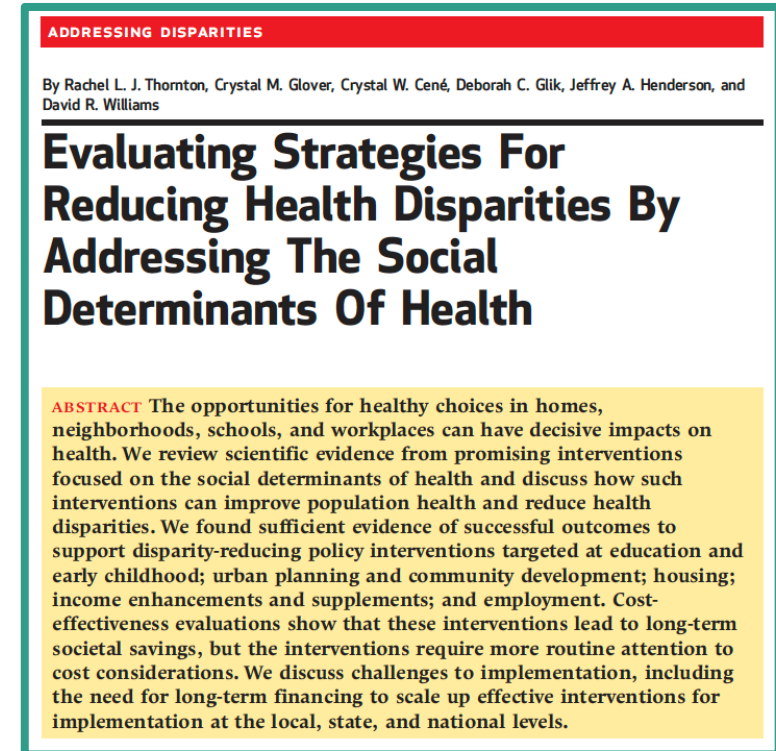 ADDRESSING DISPARITIES
By Rachel L. J. Thornton, Crystal M. Glover, Crystal W. Cené, Deborah C. Glik, Jeffrey A. Henderson, and
David R. Williams
Evaluating Strategies For
Reducing Health Disparities By
Addressing The Social
Determinants Of Health
ABSTRACT The opportunities for healthy choices in homes,
neighborhoods, schools, and workplaces can have decisive impacts on
health. We review scientific evidence from promising interventions
focused on the social determinants of health and discuss how such
interventions can improve population health and reduce health
disparities. We found sufficient evidence of successful outcomes to
support disparity-reducing policy interventions targeted at education and
early childhood; urban planning and community development; housing;
income enhancements and supplements; and employment. Cost-
effectiveness evaluations show that these interventions lead to long-term
societal savings, but the interventions require more routine attention to
cost considerations. We discuss challenges to implementation, including
the need for long-term financing to scale up effective interventions for
implementation at the local, state, and national levels.